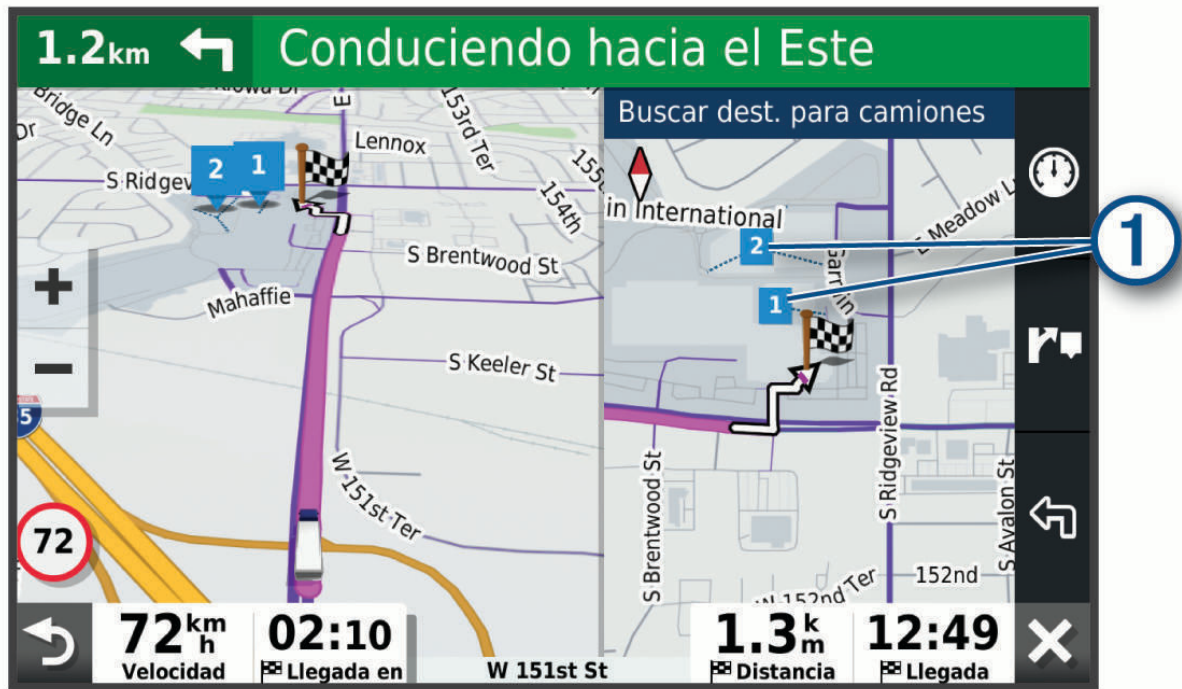 1.2km
Conduciendo hacia el Este
Bridge Ln
Dr
E
153rd Ter
Lennox
155
154th
2
1
S Ridgev
S Brentwood St
Mahaffie
S Keeler St
W 151st Ter
5
72
+
−
Buscar dest. para camiones
in International
E Meadow L
2
1
1
S Ridgeview Rd
S Brentwood St
S Avalon St
152nd
W 152nd Ter
72 km h
Velocidad
02:10
Llegada en
W 151st St
1.3 k m
Distancia
12:49
Llegada